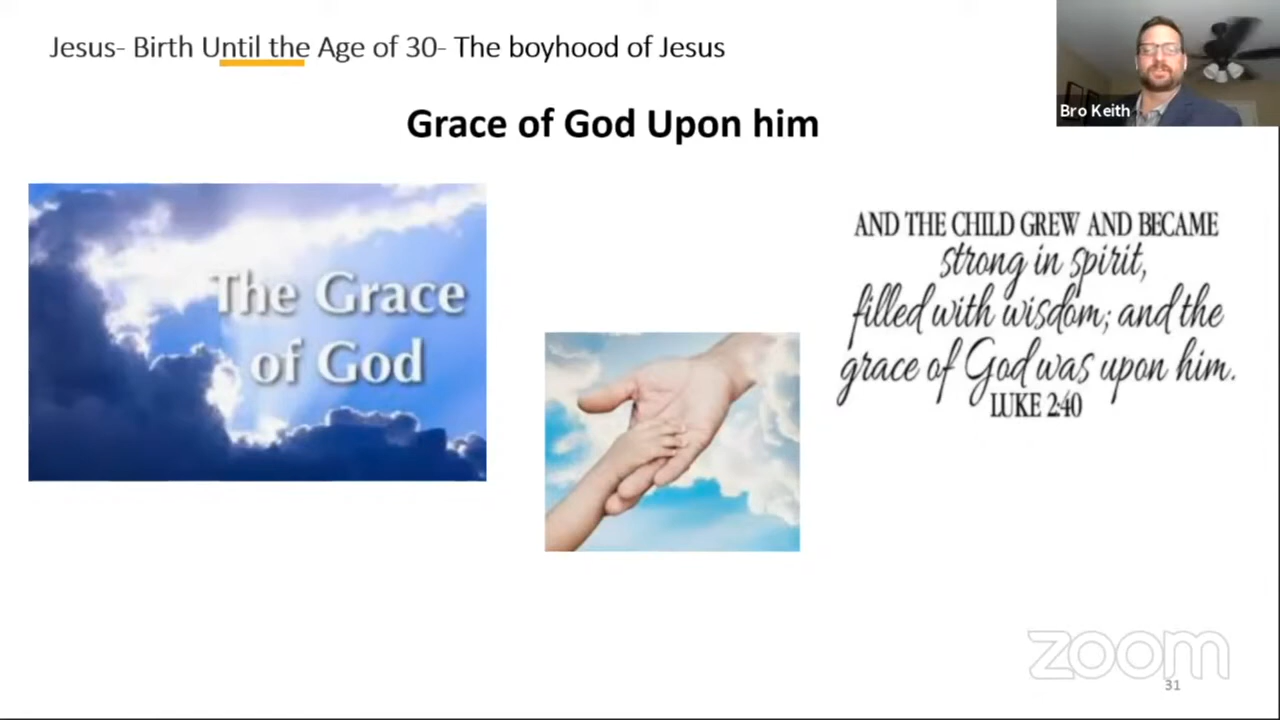 Jesus- Birth Until the Age of 30- The boyhood of Jesus
Bro Keith
Grace of God Upon him
The Grace
of God
AND THE CHILD GREW AND BECAME
strong in spirit,
filled with wisdom; and the
grace of God was upon him.
LUKE 2:40
zoom
31